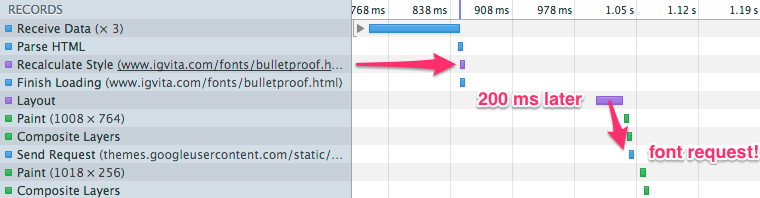 RECORDS 768 ms 838 ms 908 ms 978 ms 1.05 s 1.12 s 1.19 s
Receive Data (× 3)
Parse HTML
Recalculate Style (www.igvita.com/fonts/bulletproof.h...
Finish Loading (www.igvita.com/fonts/bulletproof.html)
200 ms later
Layout
Paint (1008 × 764)
Composite Layers
Send Request (themes.googleusercontent.com/static/...
font request!
Paint (1018 × 256)
Composite Layers